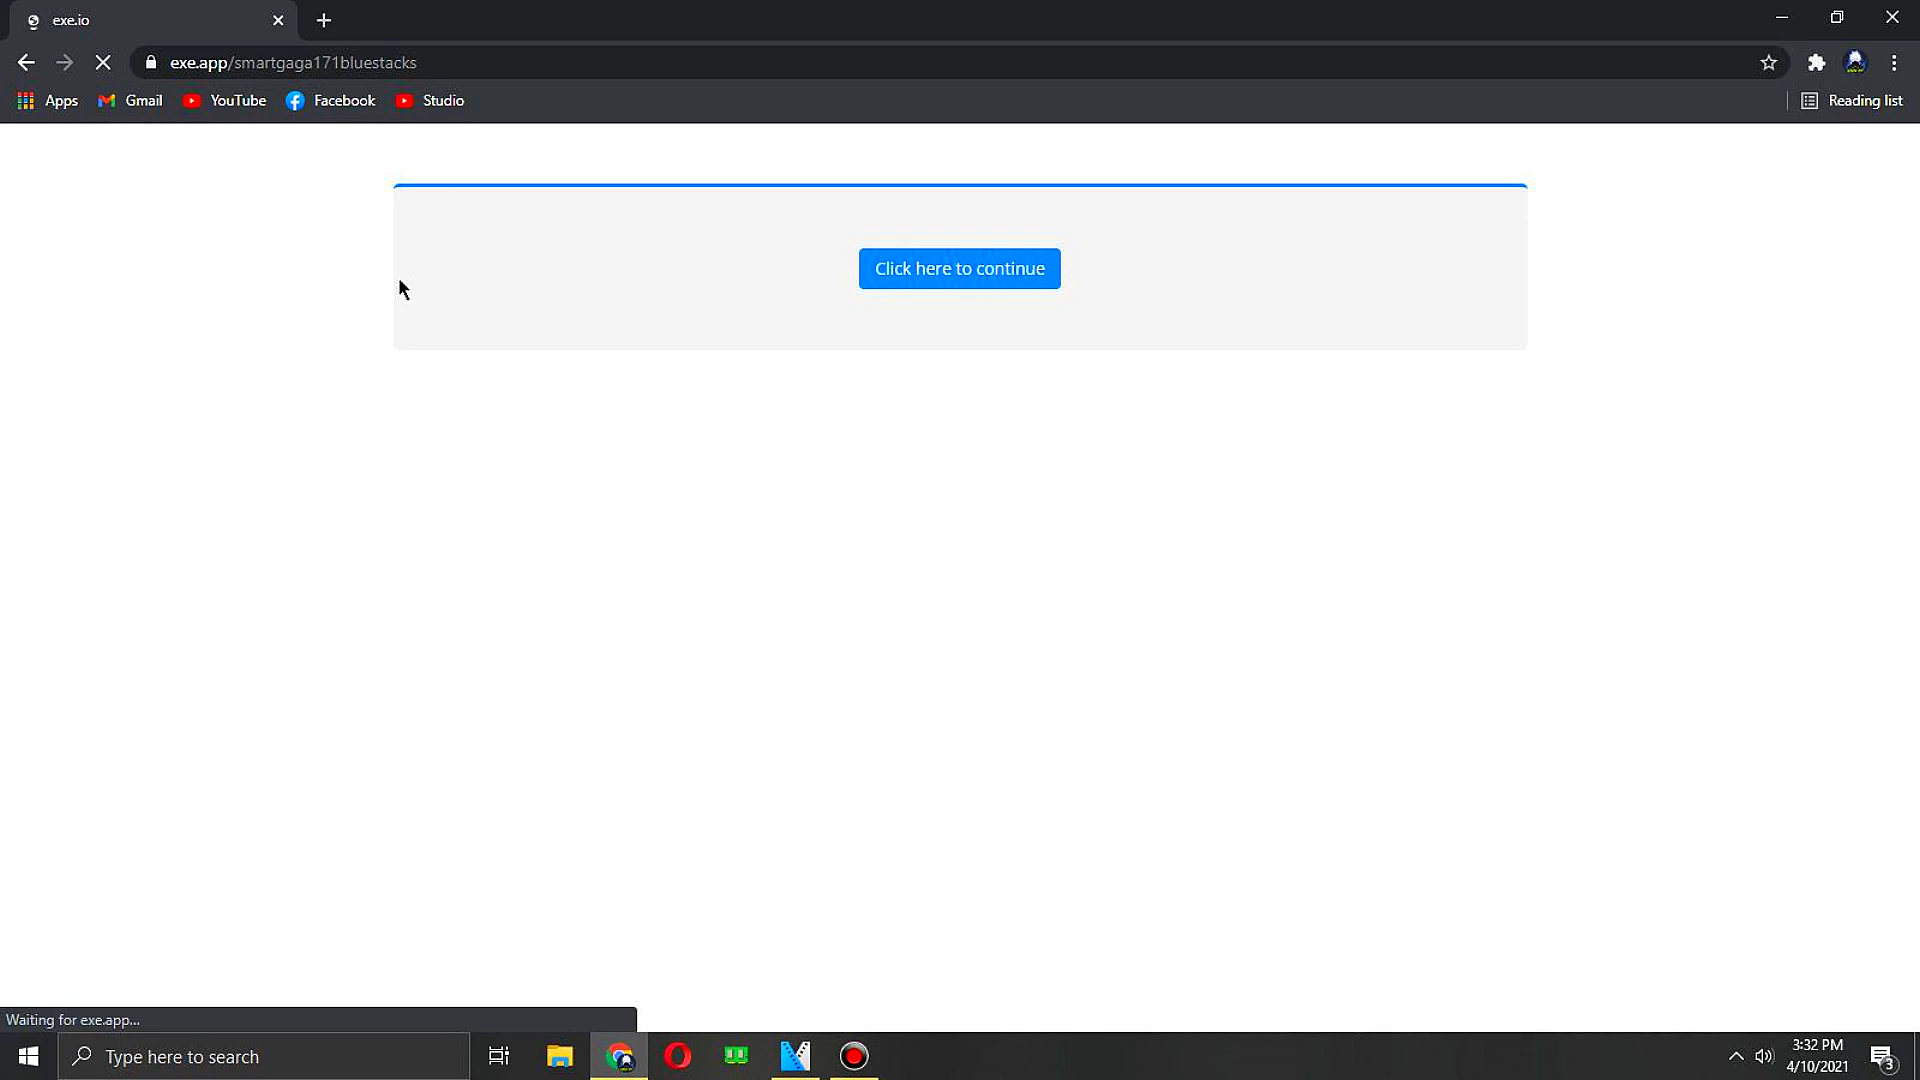 exe.io
exe.app/smartgaga171bluestacks
Apps Gmail YouTube Facebook Studio Reading list
Click here to continue
Waiting for exe.app...
Type here to search
3:32 PM
4/10/2021
3